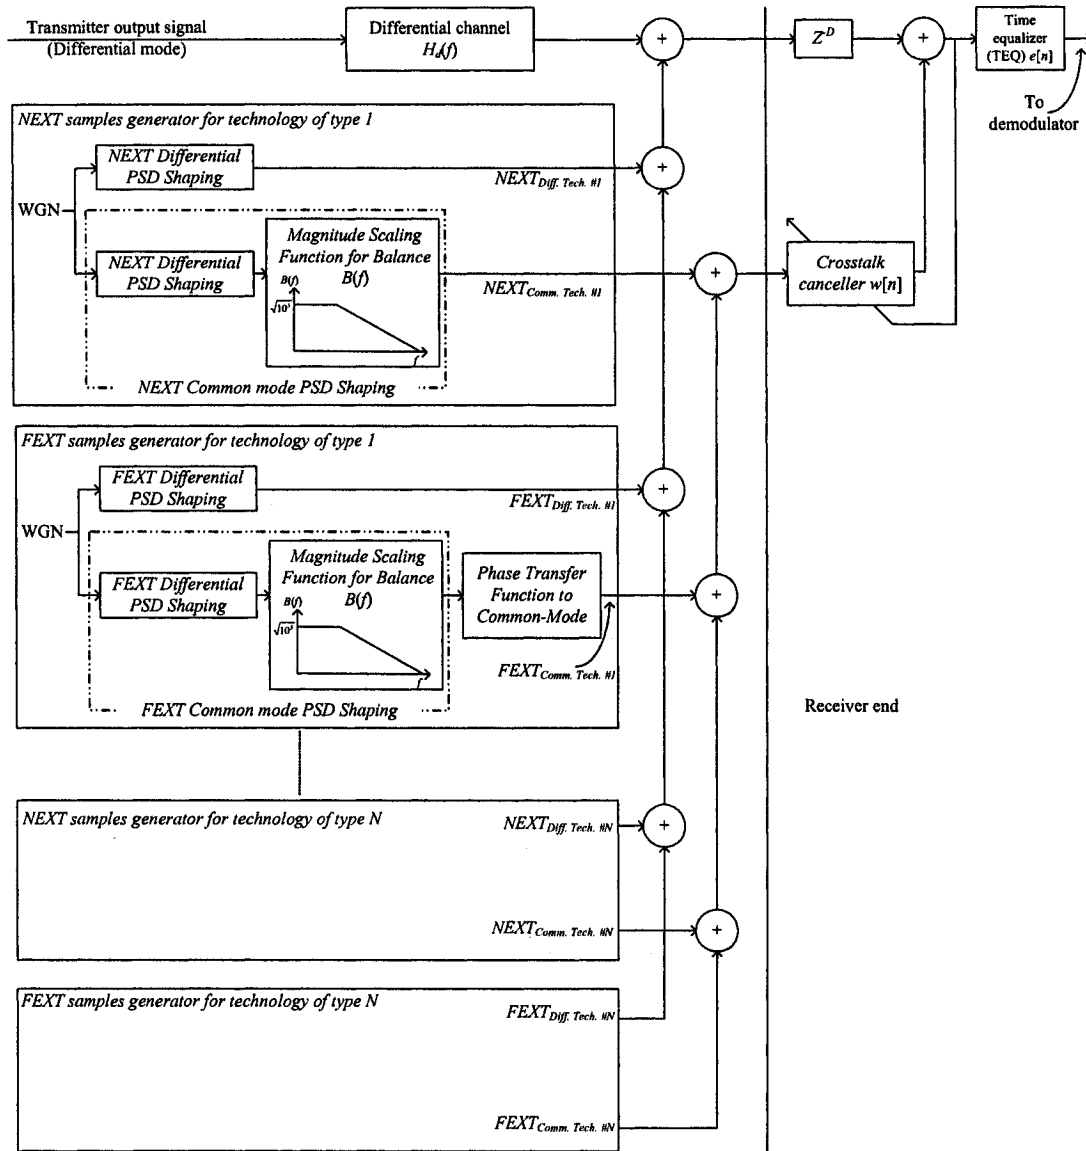 Transmitter output signal
(Differential mode)
Differential channel
H_d(f)
+
Z^D
+
Time
equalizer
(TEQ) e[n]
To
demodulator
NEXT samples generator for technology of type 1
NEXT Differential
PSD Shaping
NEXT_Diff. Tech. #1
+
WGN
NEXT Differential
PSD Shaping
Magnitude Scaling
Function for Balance
B(f)
B(f)
f
NEXT_Comm. Tech. #1
+
Crosstalk
canceller w[n]
NEXT Common mode PSD Shaping
FEXT samples generator for technology of type 1
FEXT Differential
PSD Shaping
FEXT_Diff. Tech. #1
+
WGN
FEXT Differential
PSD Shaping
Magnitude Scaling
Function for Balance
B(f)
B(f)
f
Phase Transfer
Function to
Common-Mode
+
FEXT_Comm. Tech. #1
FEXT Common mode PSD Shaping
Receiver end
NEXT samples generator for technology of type N
NEXT_Diff. Tech. #N
+
NEXT_Comm. Tech. #N
+
FEXT samples generator for technology of type N
FEXT_Diff. Tech. #N
FEXT_Comm. Tech. #N